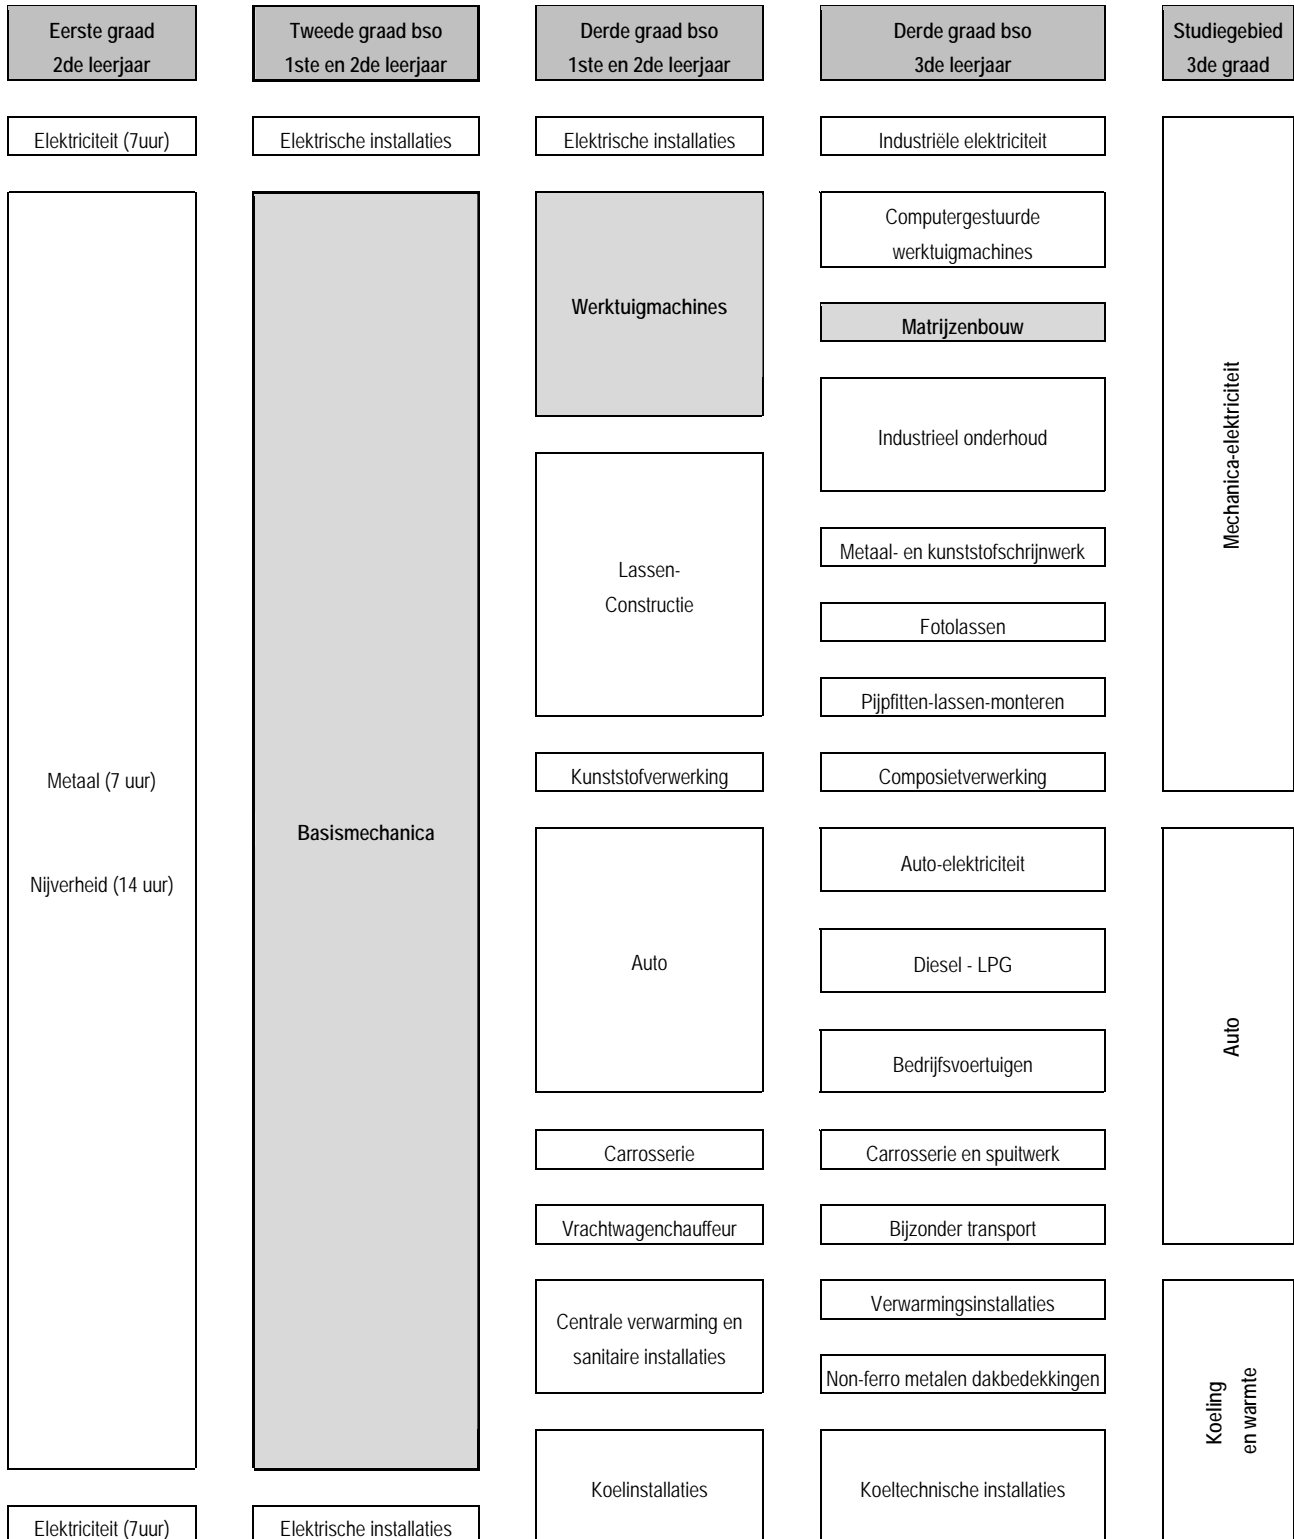 Eerste graad
2de leerjaar
Tweede graad bso
1ste en 2de leerjaar
Derde graad bso
1ste en 2de leerjaar
Derde graad bso
3de leerjaar
Studiegebied
3de graad
Elektriciteit (7uur)
Elektrische installaties
Elektrische installaties
Industriële elektriciteit
Metaal (7 uur)
Nijverheid (14 uur)
Basismechanica
Werktuigmachines
Computergestuurde
werktuigmachines
Matrijzenbouw
Industrieel onderhoud
Lassen-
Constructie
Metaal- en kunststofschrijnwerk
Fotolassen
Pijpfitten-lassen-monteren
Kunststofverwerking
Composietverwerking
Mechanica-elektriciteit
Auto
Auto-elektriciteit
Diesel - LPG
Bedrijfsvoertuigen
Carrosserie
Carrosserie en spuitwerk
Vrachtwagenchauffeur
Bijzonder transport
Auto
Centrale verwarming en
sanitaire installaties
Verwarmingsinstallaties
Non-ferro metalen dakbedekkingen
Koelinstallaties
Koeltechnische installaties
Koeling
en warmte
Elektriciteit (7uur)
Elektrische installaties